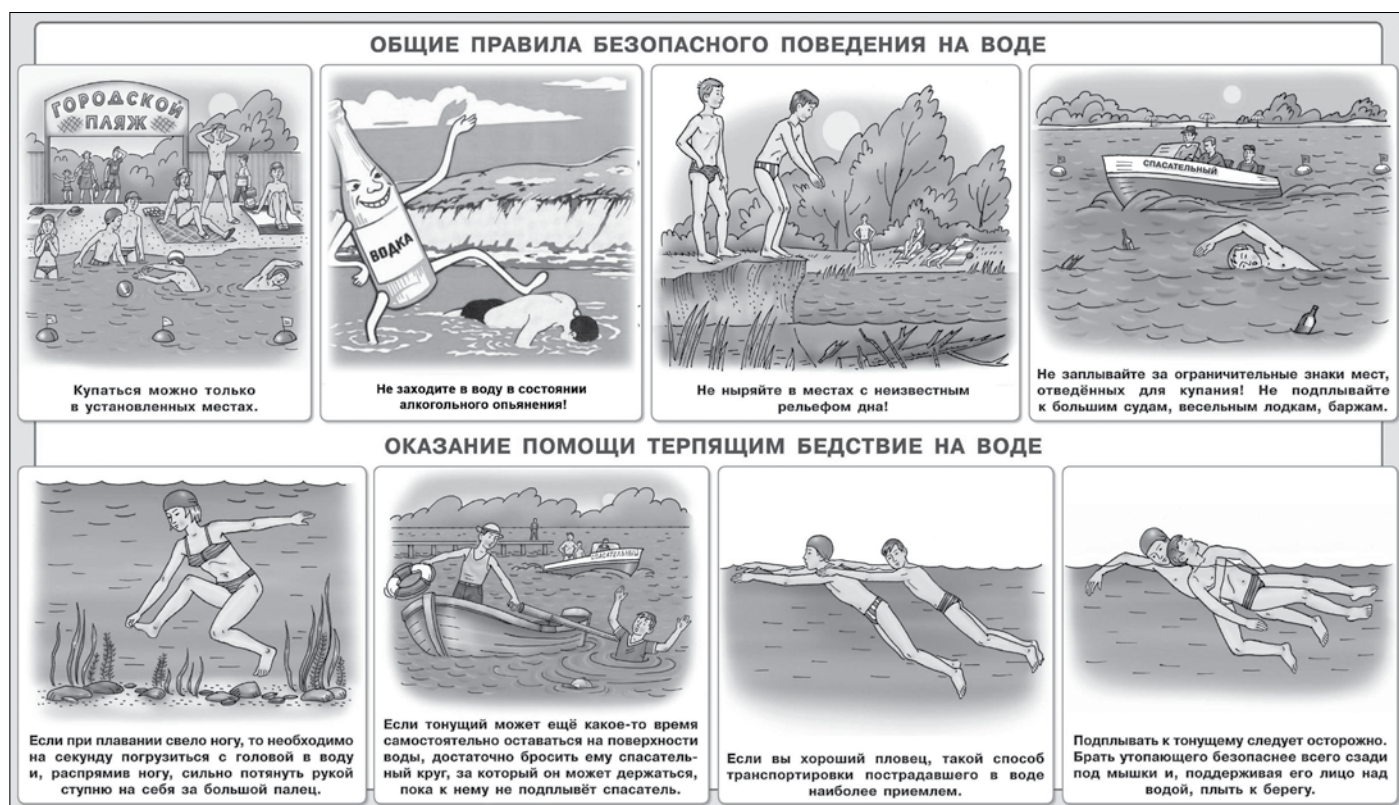 ОБЩИЕ ПРАВИЛА БЕЗОПАСНОГО ПОВЕДЕНИЯ НА ВОДЕ
ГОРОДСКОЙ
ПЛЯЖ
Купаться можно только
в установленных местах.
ВОДКА
Не заходите в воду в состоянии
алкогольного опьянения!
Не ныряйте в местах с неизвестным
рельефом дна!
СПАСАТЕЛЬНЫЙ
Не заплывайте за ограничительные знаки мест,
отведённых для купания! Не подплывайте
к большим судам, весельным лодкам, баржам.
ОКАЗАНИЕ ПОМОЩИ ТЕРПЯЩИМ БЕДСТВИЕ НА ВОДЕ
Если при плавании свело ногу, то необходимо
на секунду погрузиться с головой в воду
и, распрямив ногу, сильно потянуть рукой
ступню на себя за большой палец.
СПАСАТЕЛЬНЫЙ
Если тонущий может ещё какое-то время
самостоятельно оставаться на поверхности
воды, достаточно бросить ему спасатель-
ный круг, за который он может держаться,
пока к нему не подплывёт спасатель.
Если вы хороший пловец, такой способ
транспортировки пострадавшего в воде
наиболее приемлем.
Подплывать к тонущему следует осторожно.
Брать утопающего безопаснее всего сзади
под мышки и, поддерживая его лицо над
водой, плыть к берегу.